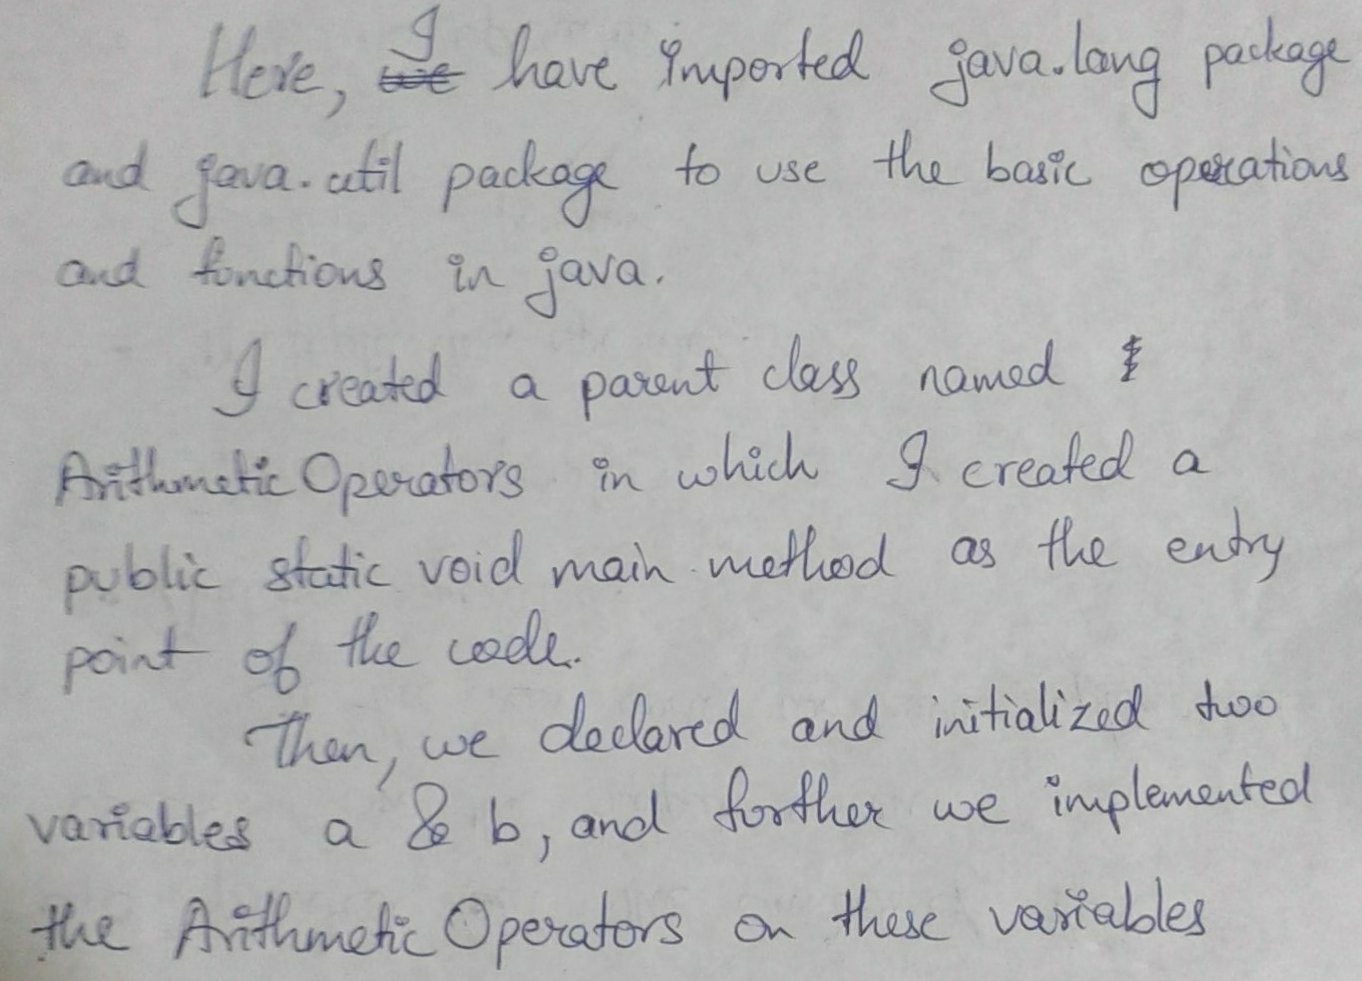 Here, I have imported java.lang package
and java.util package to use the basic operations
and functions in java.
I created a parent class named
Arithmetic Operators in which I created a
public static void main method as the entry
point of the code.
Then, we declared and initialized two
variables a & b, and further we implemented
the Arithmetic Operators on these variables